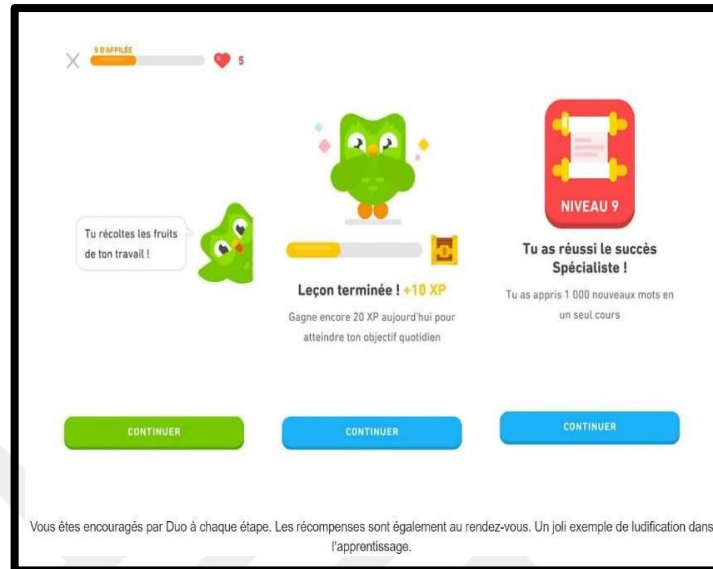 9 D'AFFILÉE
5
Tu récoltes les fruits
de ton travail !
Leçon terminée ! +10 XP
Gagne encore 20 XP aujourd'hui pour
atteindre ton objectif quotidien
NIVEAU 9
Tu as réussi le succès
Spécialiste !
Tu as appris 1 000 nouveaux mots en
un seul cours
CONTINUER
CONTINUER
CONTINUER
Vous êtes encouragés par Duo à chaque étape. Les récompenses sont également au rendez-vous. Un joli exemple de ludification dans
l'apprentissage.